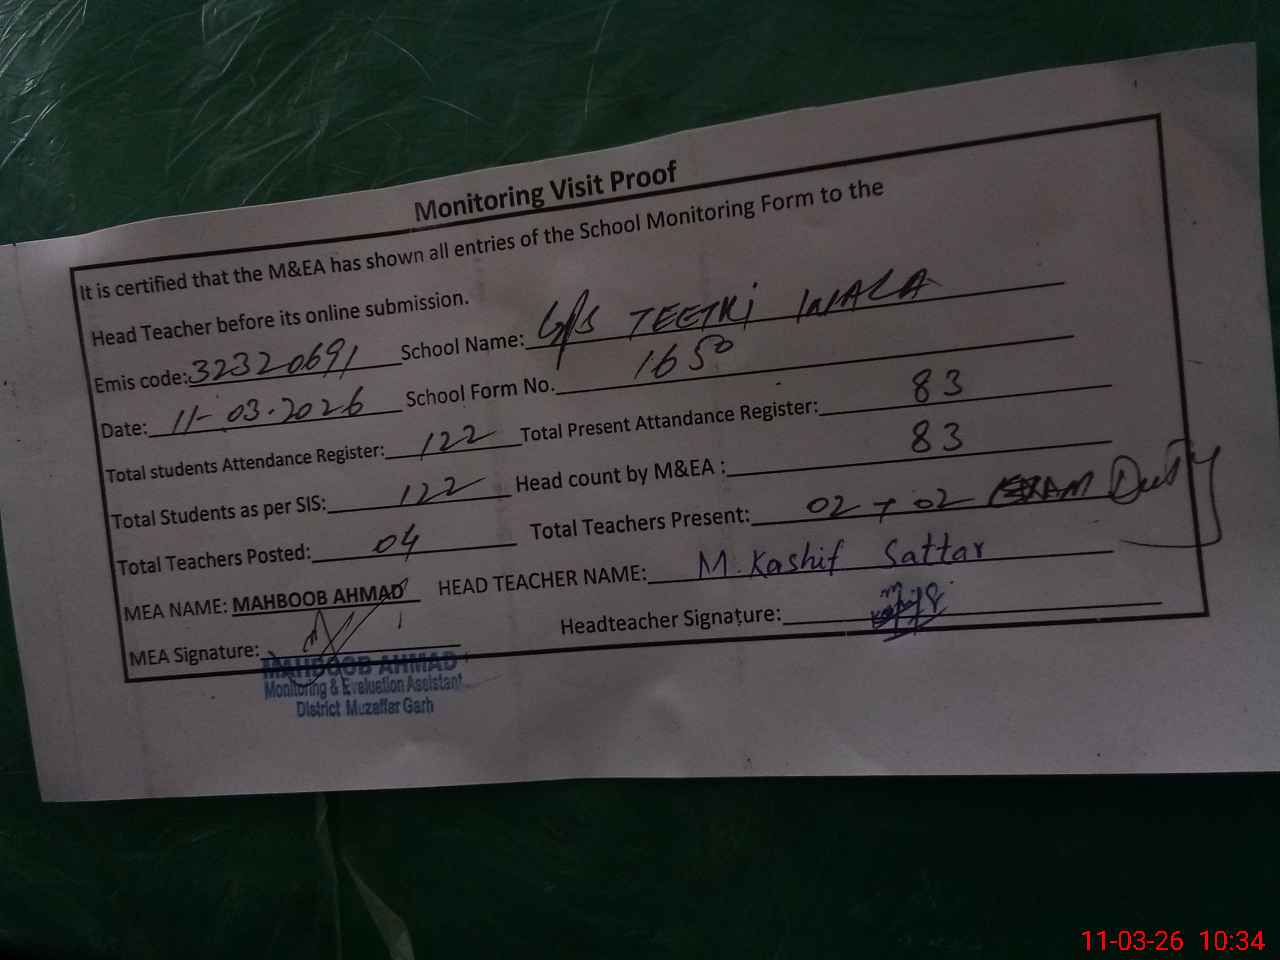 Monitoring Visit Proof
It is certified that the M&EA has shown all entries of the School Monitoring Form to the
Head Teacher before its online submission.
Emis code: 32320691 School Name: G/PS TEETRi WALA
Date: 11-03-2026 School Form No. 1650
Total students Attendance Register: 122 Total Present Attandance Register: 83
Total Students as per SIS: 122 Head count by M&EA : 83
Total Teachers Posted: 04 Total Teachers Present: 02 + 02 EXAM Duty
MEA NAME: MAHBOOB AHMAD HEAD TEACHER NAME: M. Kashif Sattar
MEA Signature: Headteacher Signature:
MAHBOOB AHMAD
Monitoring & Evaluation Assistant
District Muzaffar Garh
11-03-26 10:34